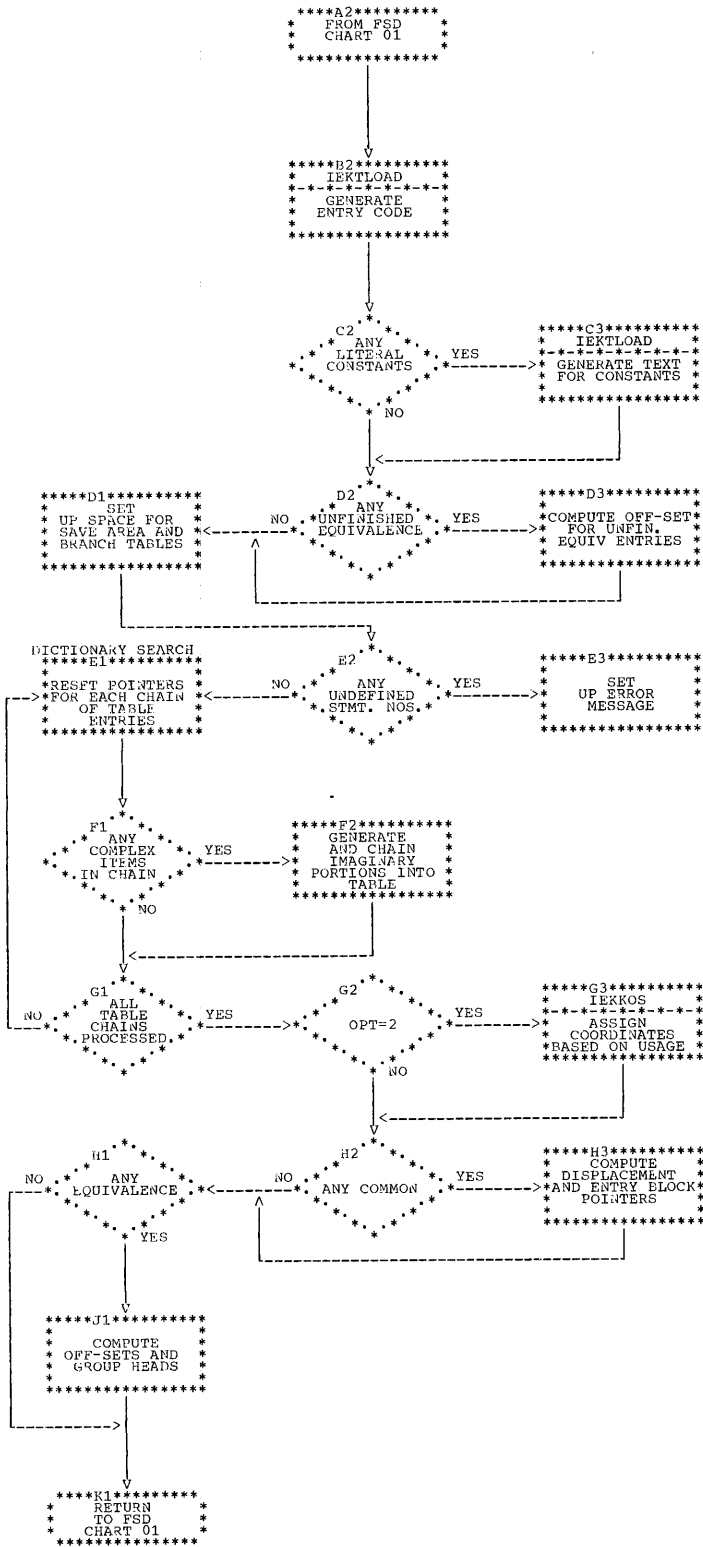 A2
FROM FSD
CHART 01
B2
IEKTLOAD
GENERATE
ENTRY CODE
C2
ANY
LITERAL
CONSTANTS
YES
NO
C3
IEKTLOAD
GENERATE TEXT
FOR CONSTANTS
D1
SET
UP SPACE FOR
SAVE AREA AND
BRANCH TABLES
NO
D2
ANY
UNFINISHED
EQUIVALENCE
YES
D3
COMPUTE OFF-SET
FOR UNFIN.
EQUIV ENTRIES
DICTIONARY SEARCH
E1
RESET POINTERS
FOR EACH CHAIN
OF TABLE
ENTRIES
NO
E2
ANY
UNDEFINED
STMT. NOS.
YES
E3
SET
UP ERROR
MESSAGE
F1
ANY
COMPLEX
ITEMS
IN CHAIN
YES
NO
F2
GENERATE
AND CHAIN
IMAGINARY
PORTIONS INTO
TABLE
NO
G1
ALL
TABLE
CHAINS
PROCESSED
YES
G2
OPT=2
YES
NO
G3
IEKKOS
ASSIGN
COORDINATES
BASED ON USAGE
NO
H1
ANY
EQUIVALENCE
YES
NO
H2
ANY COMMON
YES
H3
COMPUTE
DISPLACEMENT
AND ENTRY BLOCK
POINTERS
J1
COMPUTE
OFF-SETS AND
GROUP HEADS
K1
RETURN
TO FSD
CHART 01